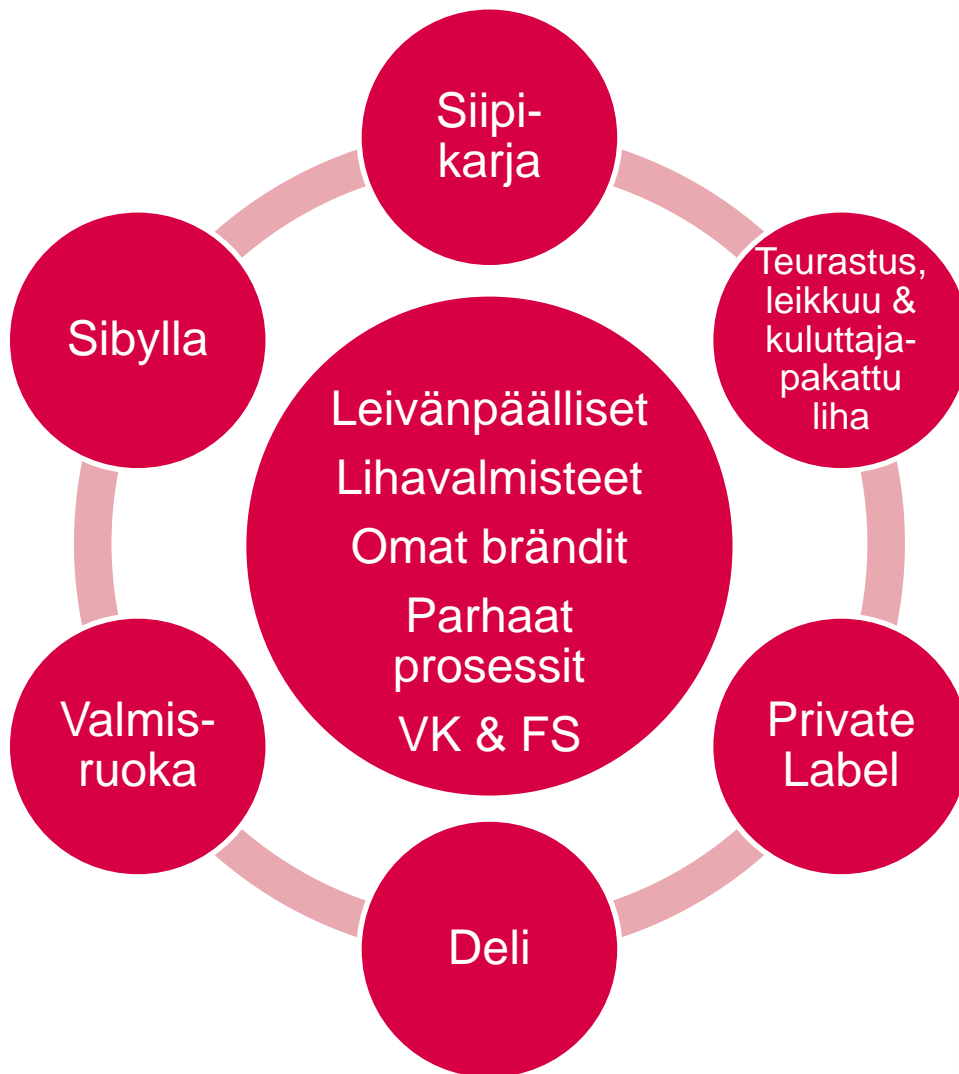 Siipi-
karja
Teurastus,
leikkuu &
kuluttaja-
pakattu
liha
Sibylla
Leivänpäälliset
Lihavalmisteet
Omat brändit
Parhaat
prosessit
VK & FS
Valmis-
ruoka
Private
Label
Deli